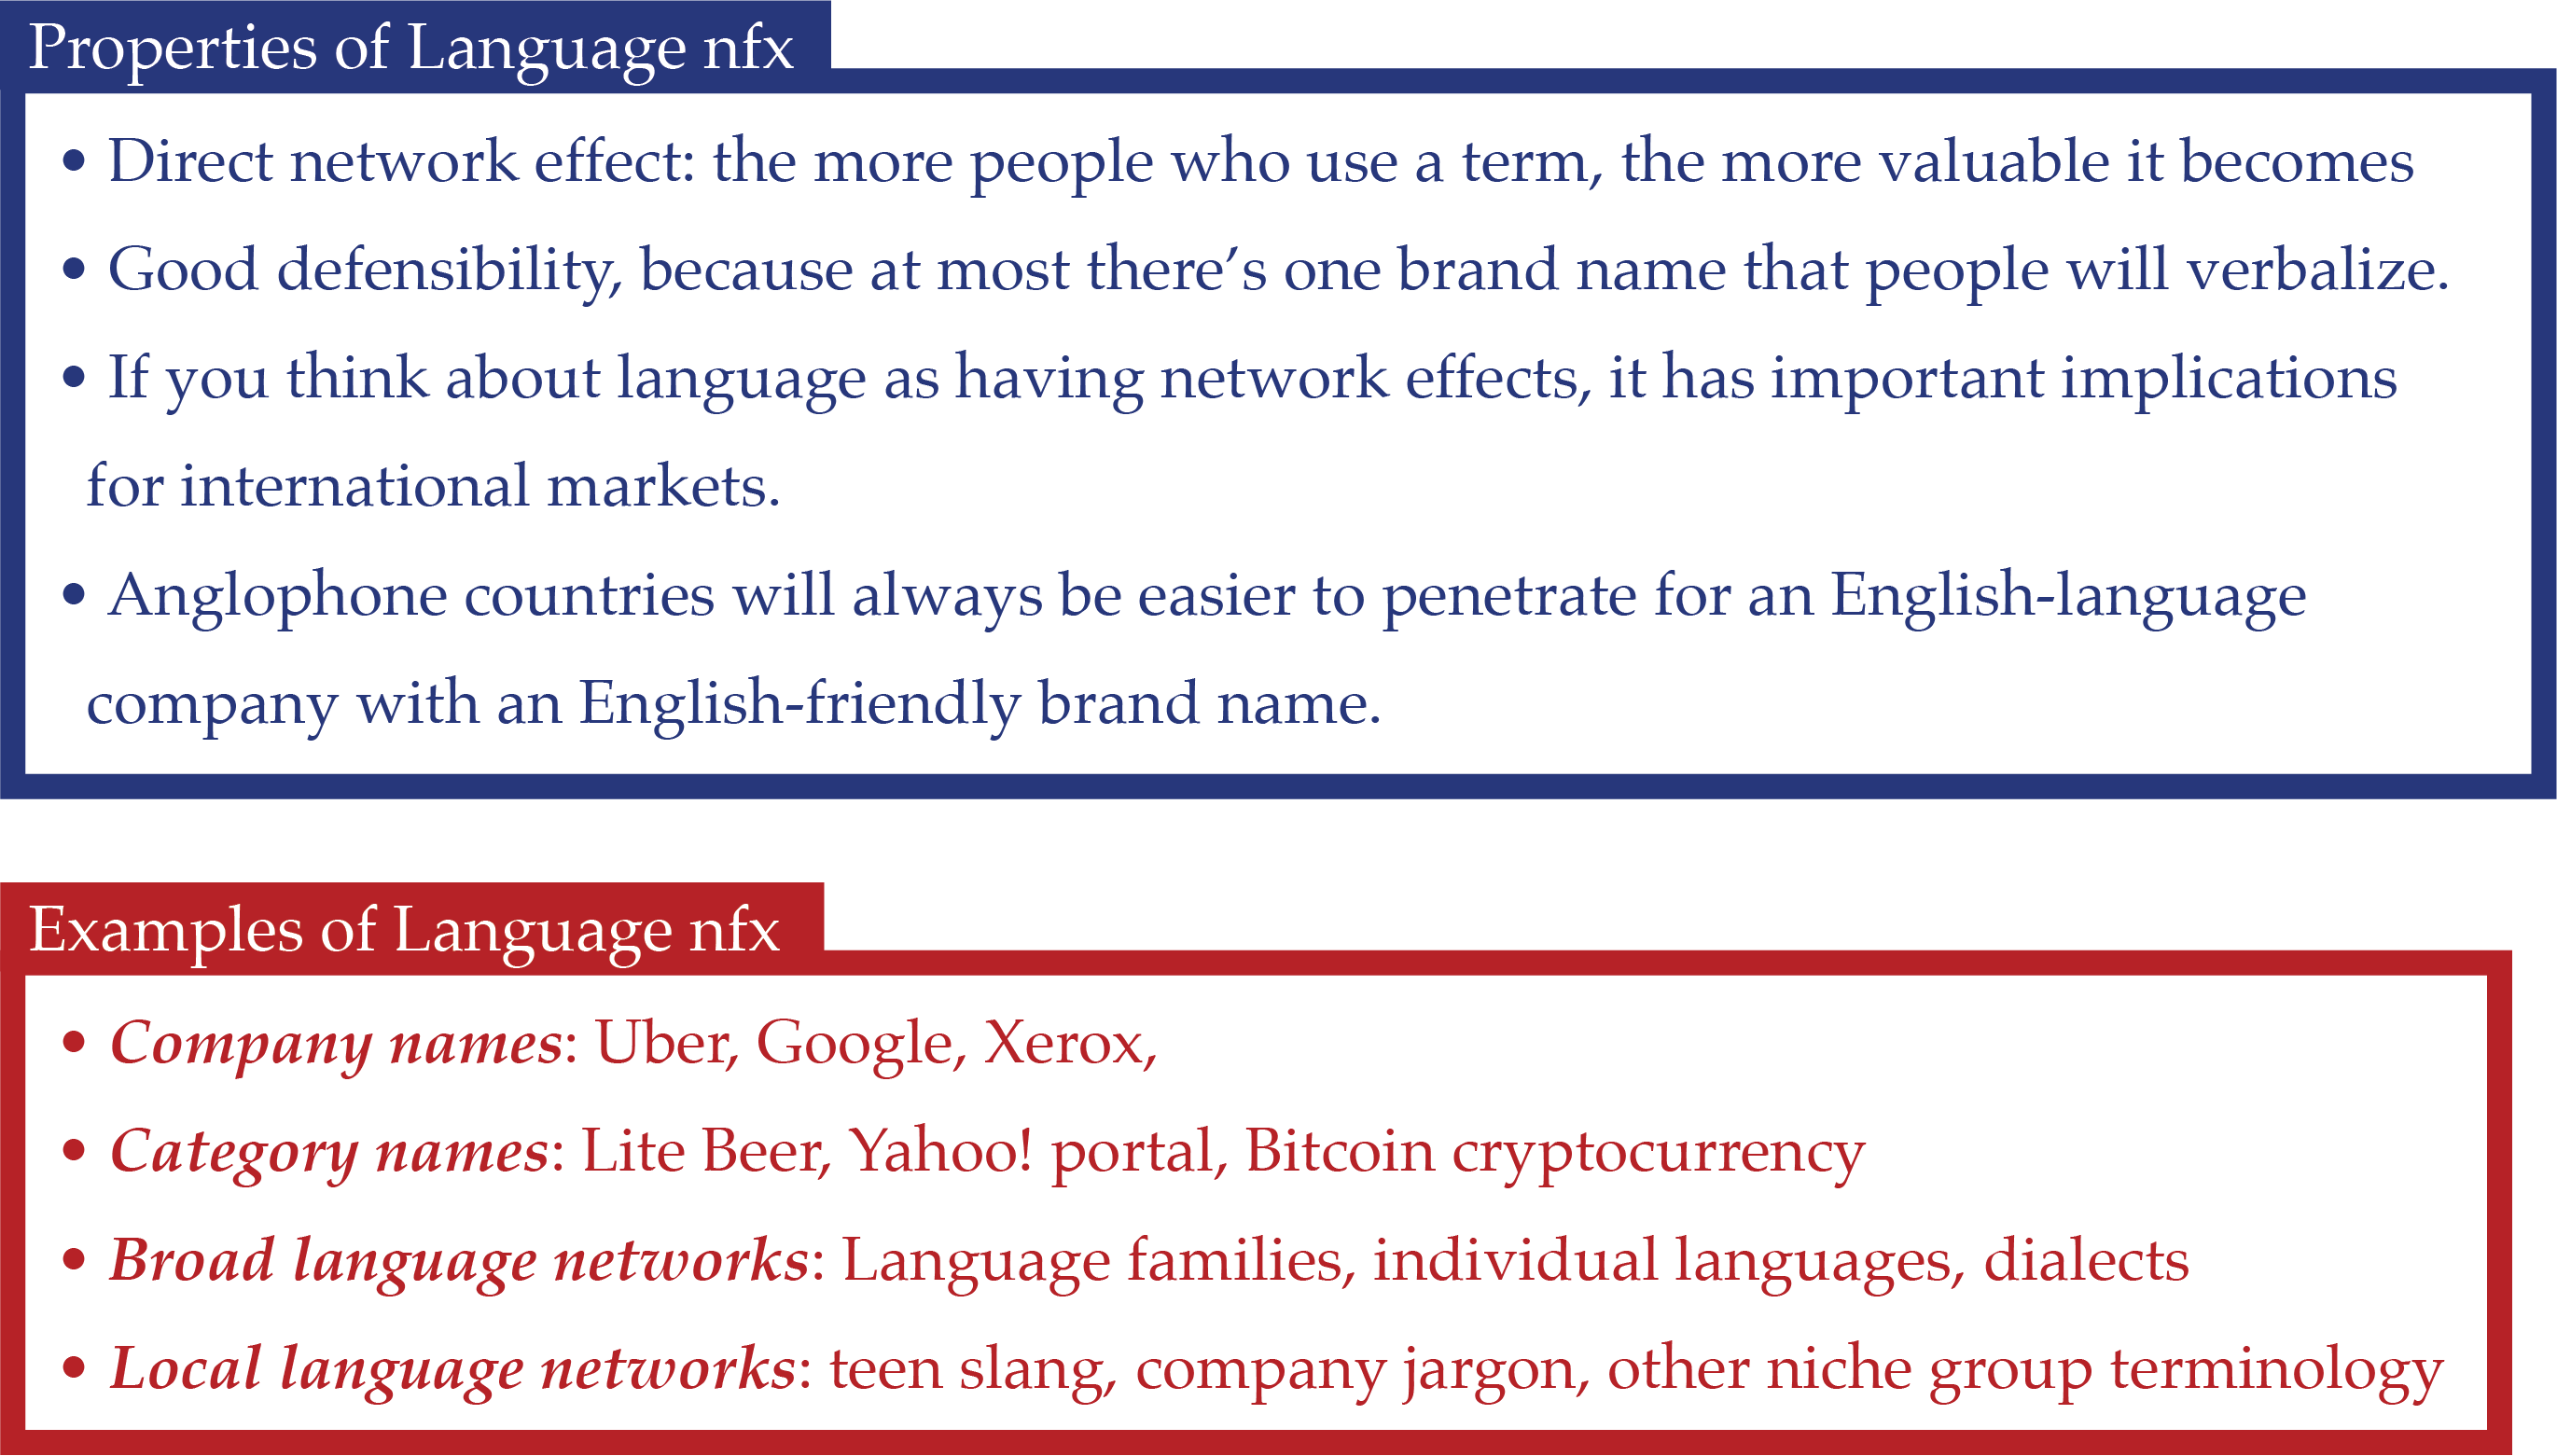 Properties of Language nfx
• Direct network effect: the more people who use a term, the more valuable it becomes
• Good defensibility, because at most there’s one brand name that people will verbalize.
• If you think about language as having network effects, it has important implications
for international markets.
• Anglophone countries will always be easier to penetrate for an English-language
company with an English-friendly brand name.
Examples of Language nfx
• Company names: Uber, Google, Xerox,
• Category names: Lite Beer, Yahoo! portal, Bitcoin cryptocurrency
• Broad language networks: Language families, individual languages, dialects
• Local language networks: teen slang, company jargon, other niche group terminology